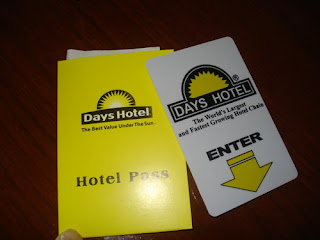 Days Hotel
The Best Value Under The Sun.
Hotel Pass
DAYS HOTEL
®
The World's Largest
and Fastest Growing Hotel Chain
ENTER